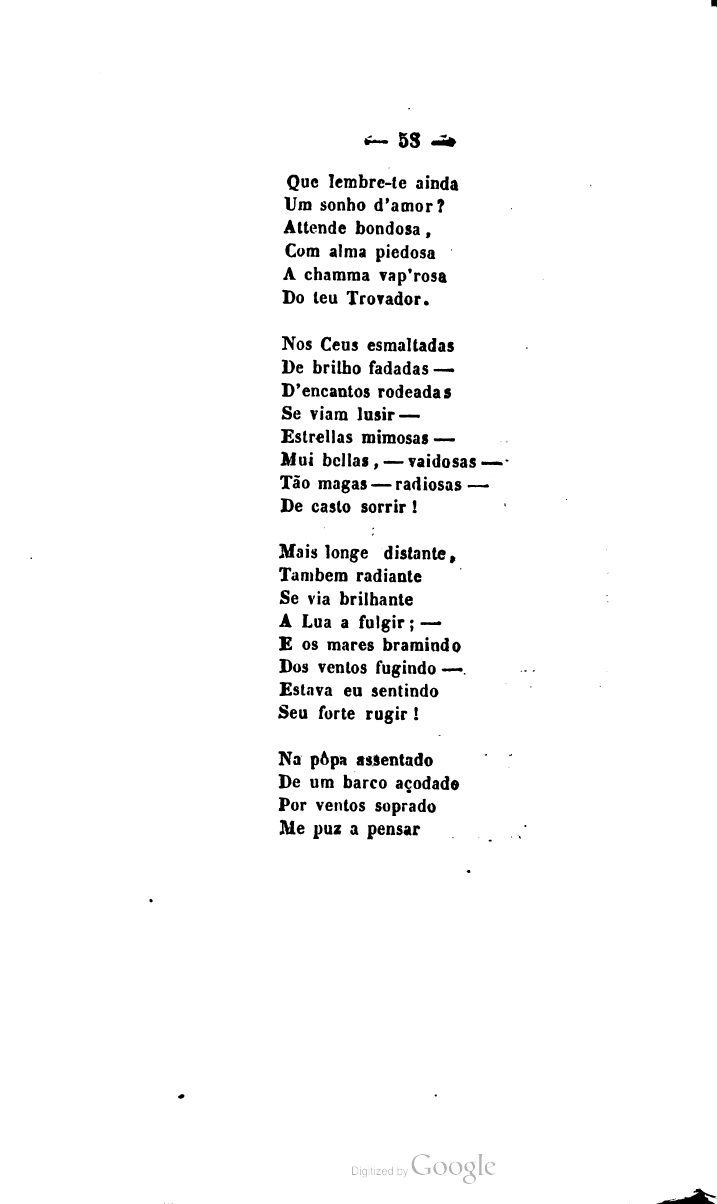 58
Que lembre-te ainda
Um sonho d'amor?
Attende bondosa,
Com alma piedosa
A chamma vap'rosa
Do teu Trovador.

Nos Ceus esmaltadas
De brilho fadadas —
D'encantos rodeadas
Se viam lusir —
Estrellas mimosas —
Mui bellas, — vaidosas —
Tão magas — radiosas —
De casto sorrir!

Mais longe distante,
Tambem radiante
Se via brilhante
A Lua a fulgir; —
E os mares bramindo
Dos ventos fugindo —
Estava eu sentindo
Seu forte rugir!

Na pôpa assentado
De um barco açodado
Por ventos soprado
Me puz a pensar
Digitized by Google